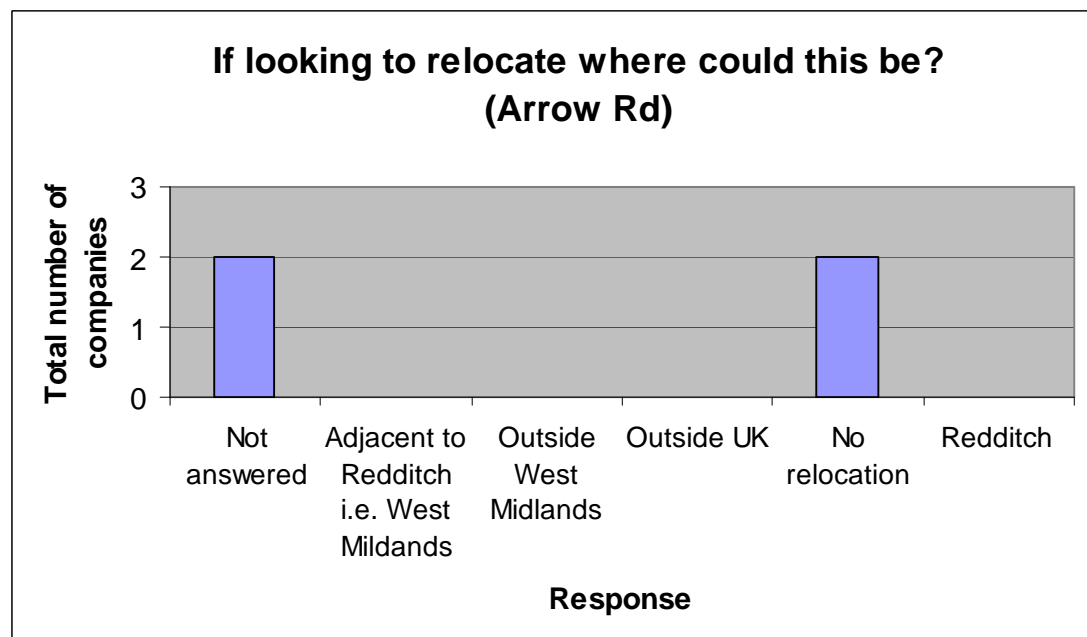 If looking to relocate where could this be?
(Arrow Rd)
Total number of
companies
3
2
1
0
Not
answered
Adjacent to
Redditch
i.e. West
Mildands
Outside
West
Midlands
Outside UK
No
relocation
Redditch
Response